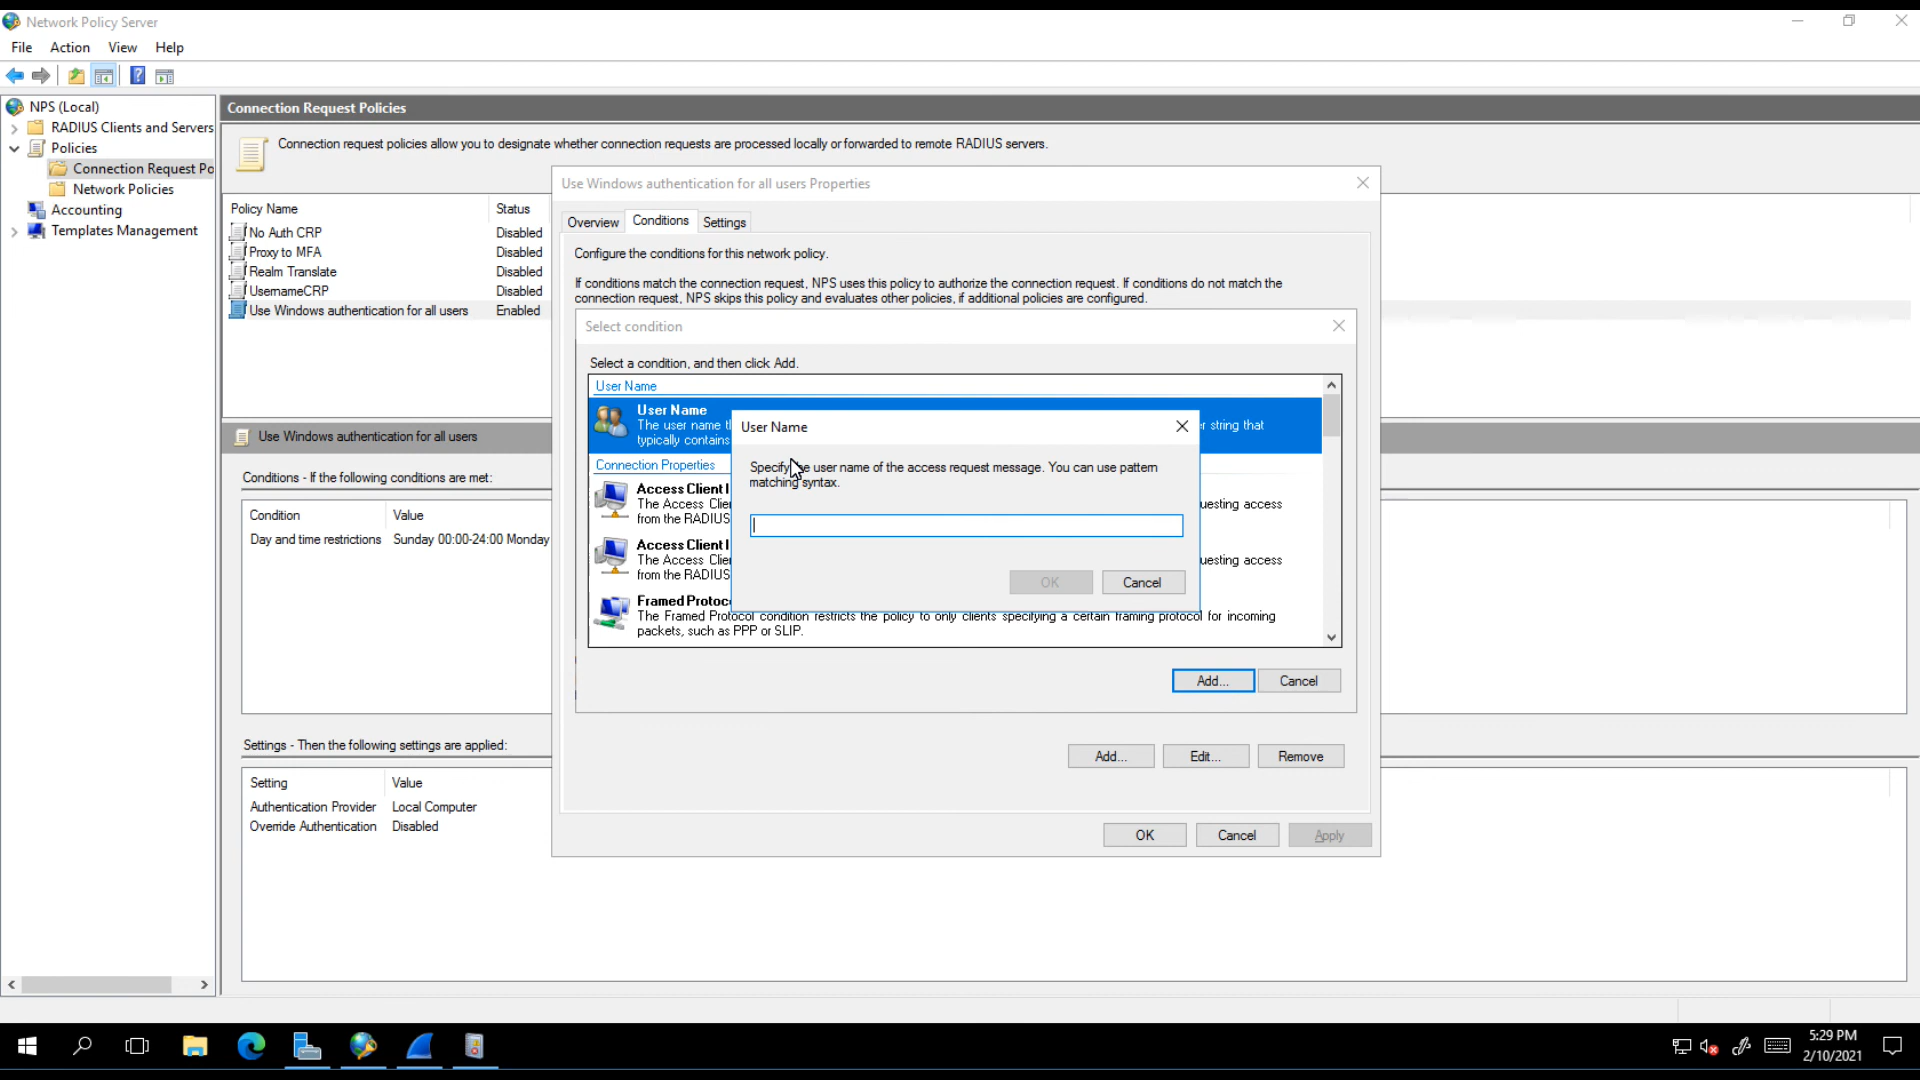 Network Policy Server
File Action View Help
NPS (Local)
RADIUS Clients and Servers
Policies
Connection Request Po
Network Policies
Accounting
Templates Management
Connection Request Policies
Connection request policies allow you to designate whether connection requests are processed locally or forwarded to remote RADIUS servers.
Policy Name Status
No Auth CRP Disabled
Proxy to MFA Disabled
Realm Translate Disabled
UsernameCRP Disabled
Use Windows authentication for all users Enabled
Use Windows authentication for all users
Conditions - If the following conditions are met:
Condition Value
Day and time restrictions Sunday 00:00-24:00 Monday
Settings - Then the following settings are applied:
Setting Value
Authentication Provider Local Computer
Override Authentication Disabled
Use Windows authentication for all users Properties
Overview Conditions Settings
Configure the conditions for this network policy.
If conditions match the connection request, NPS uses this policy to authorize the connection request. If conditions do not match the
connection request, NPS skips this policy and evaluates other policies, if additional policies are configured.
Select condition
Select a condition, and then click Add.
User Name
User Name
The user name t r string that
typically contains
Connection Properties
Access Client I
The Access Clie uesting access
from the RADIUS
Access Client I
The Access Clie uesting access
from the RADIUS
Framed Protoc
The Framed Protocol condition restricts the policy to only clients specifying a certain framing protocol for incoming
packets, such as PPP or SLIP.
Add... Cancel
User Name
Specify user name of the access request message. You can use pattern
matching syntax.
OK Cancel
Add... Edit... Remove
OK Cancel Apply
5:29 PM
2/10/2021